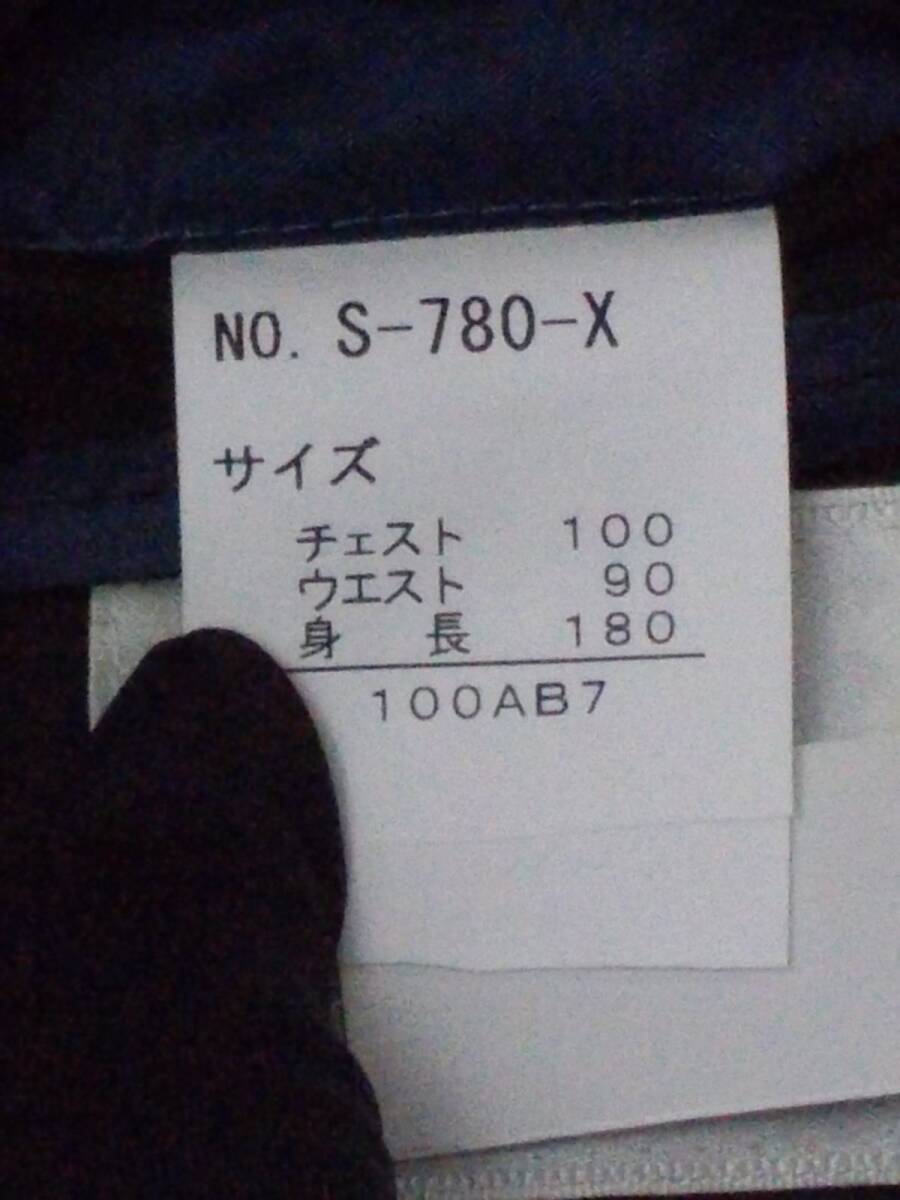 NO. S-780-X
サイズ
チェスト 100
ウエスト 90
身長 180
100AB7